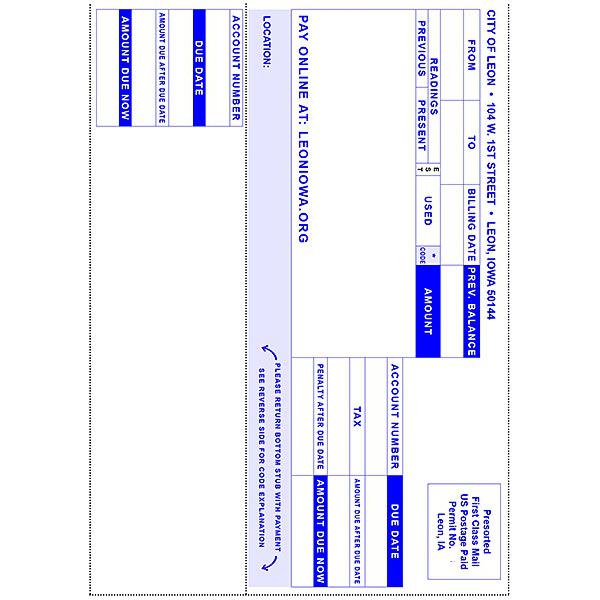 CITY OF LEON • 104 W. 1ST STREET • LEON, IOWA 50144
FROM TO BILLING DATE PREV. BALANCE
READINGS
PREVIOUS PRESENT
EST
USED
* CODE
AMOUNT
PAY ONLINE AT: LEONIOWA.ORG
Presorted
First Class Mail
US Postage Paid
Permit No.
Leon, IA
ACCOUNT NUMBER DUE DATE
TAX AMOUNT DUE AFTER DUE DATE
PENALTY AFTER DUE DATE AMOUNT DUE NOW
LOCATION:
PLEASE RETURN BOTTOM STUB WITH PAYMENT
SEE REVERSE SIDE FOR CODE EXPLANATION
ACCOUNT NUMBER
DUE DATE
AMOUNT DUE AFTER DUE DATE
AMOUNT DUE NOW